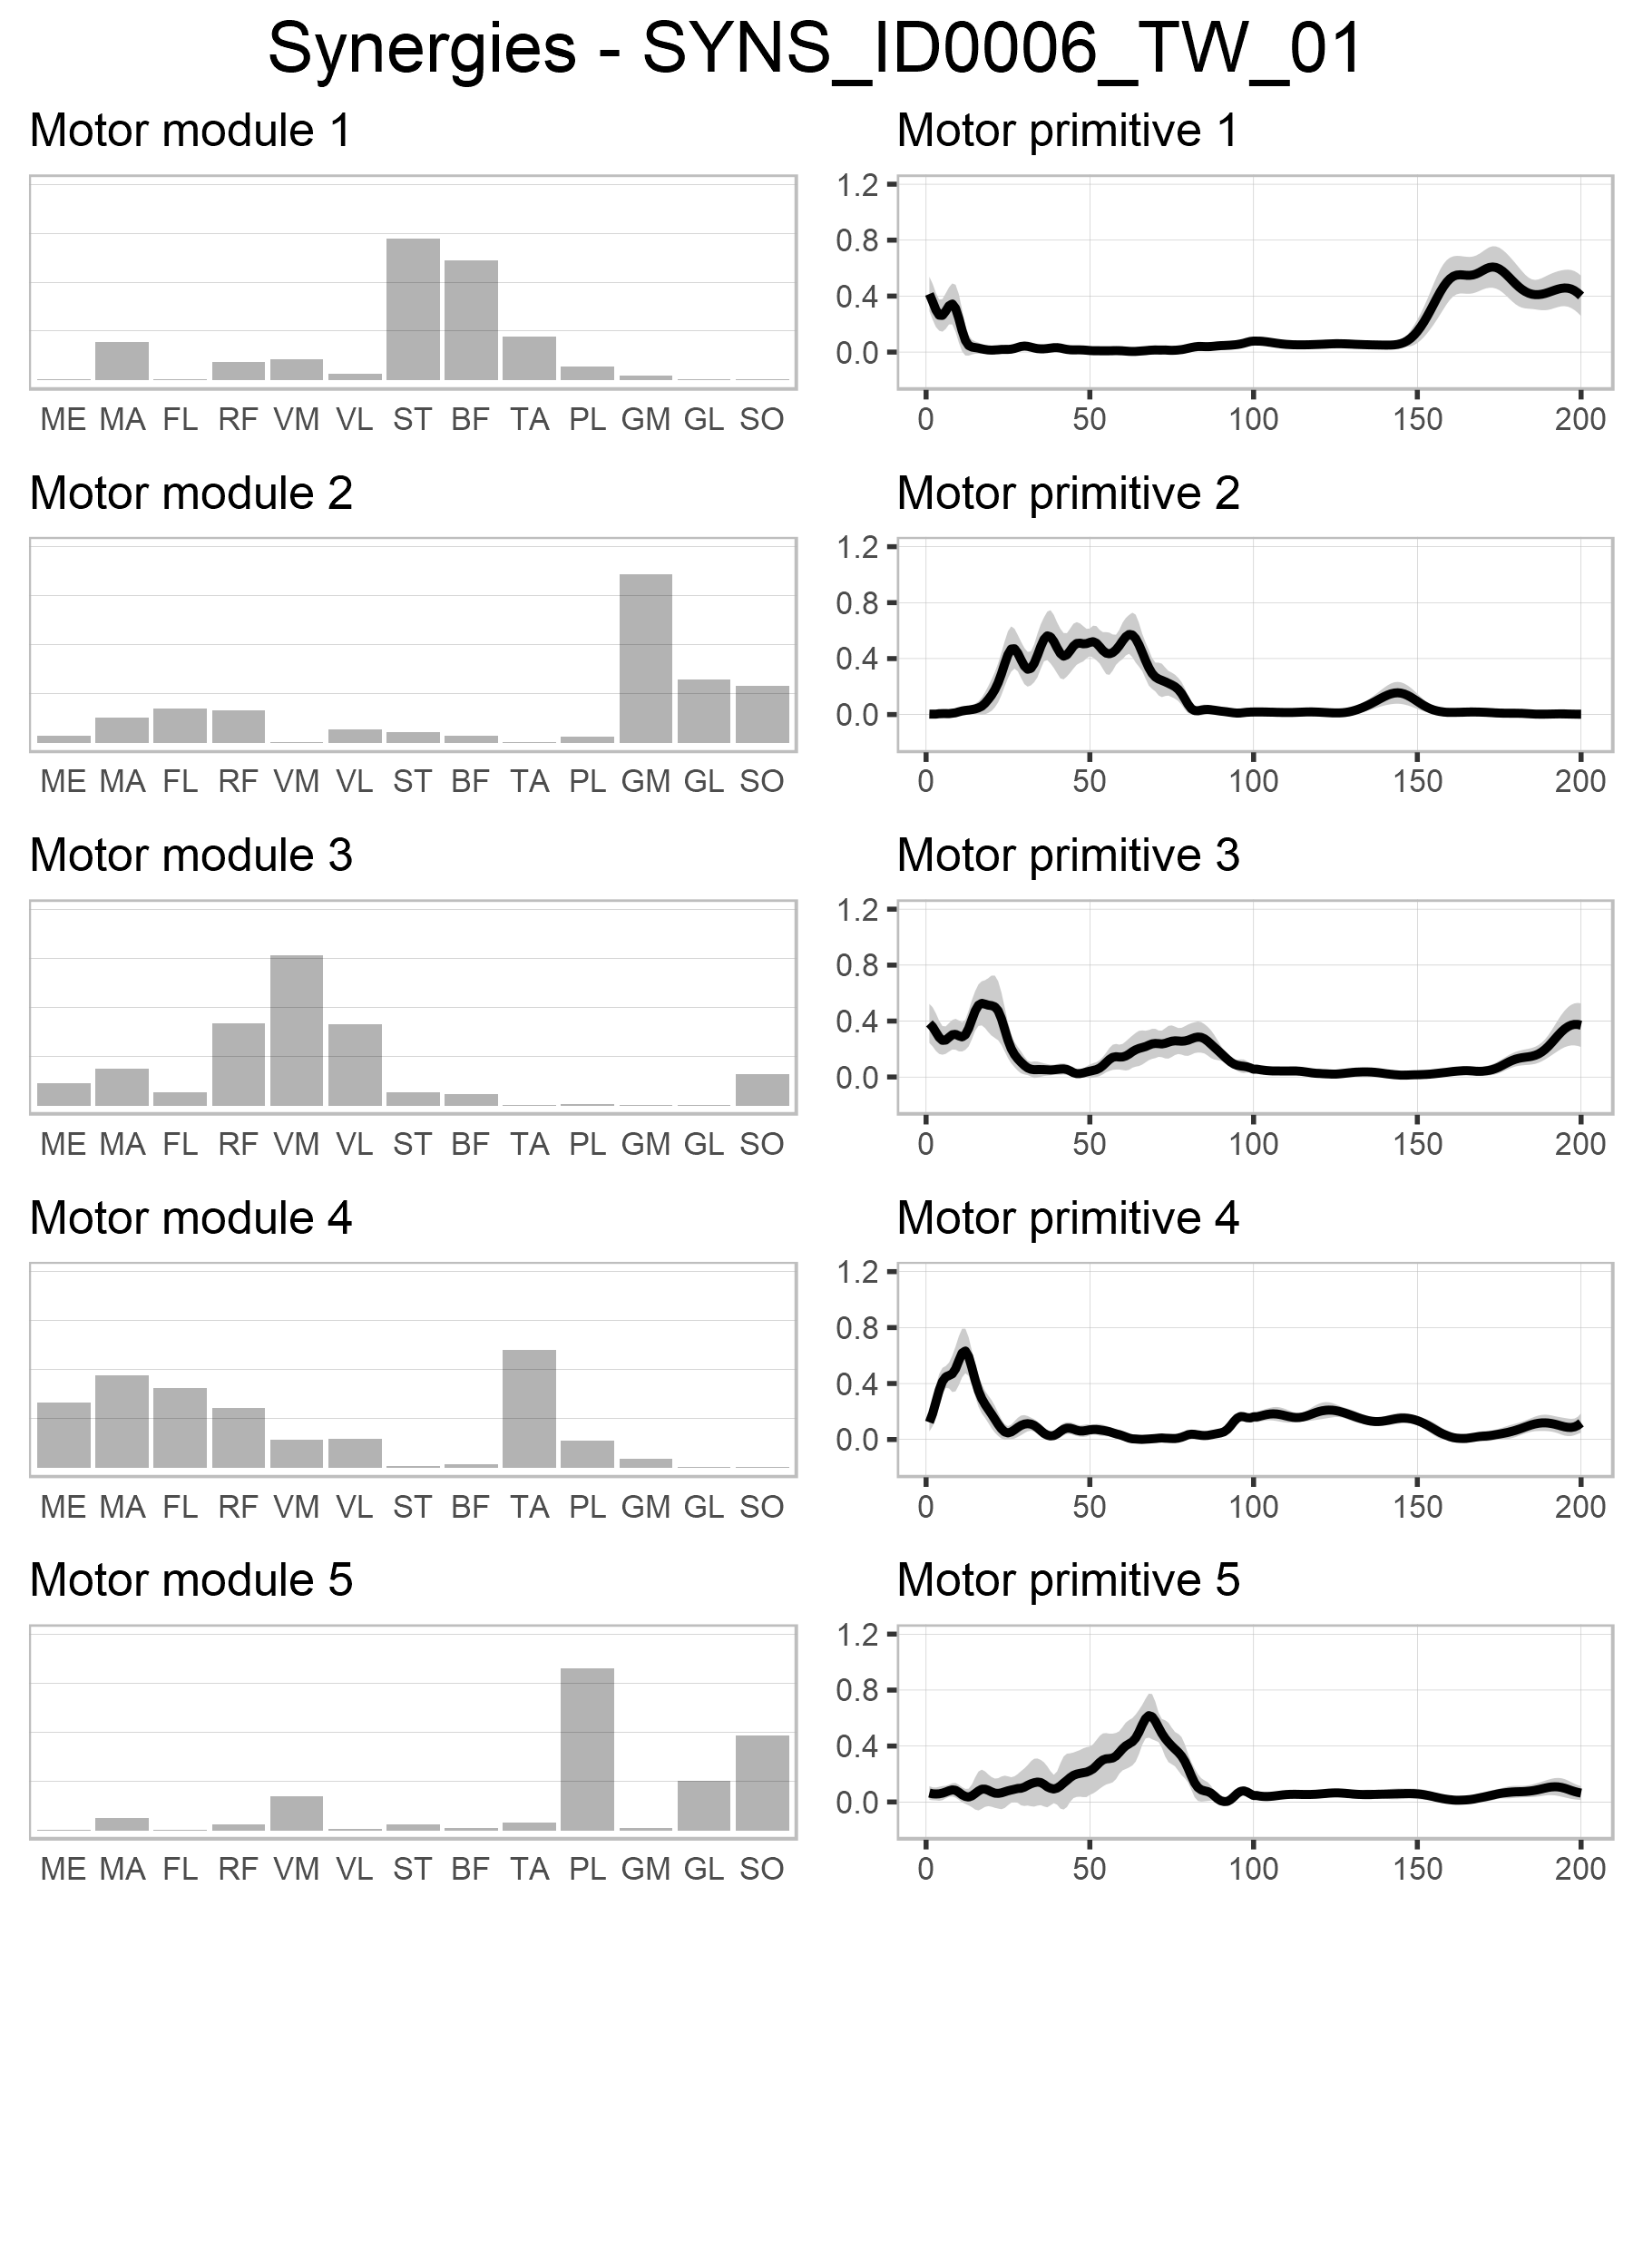 Synergies - SYNS_ID0006_TW_01
Motor module 1
Motor primitive 1
1.2
0.8
0.4
0.0
ME MA FL RF VM VL ST BF TA PL GM GL SO
0 50 100 150 200
Motor module 2
Motor primitive 2
1.2
0.8
0.4
0.0
ME MA FL RF VM VL ST BF TA PL GM GL SO
0 50 100 150 200
Motor module 3
Motor primitive 3
1.2
0.8
0.4
0.0
ME MA FL RF VM VL ST BF TA PL GM GL SO
0 50 100 150 200
Motor module 4
Motor primitive 4
1.2
0.8
0.4
0.0
ME MA FL RF VM VL ST BF TA PL GM GL SO
0 50 100 150 200
Motor module 5
Motor primitive 5
1.2
0.8
0.4
0.0
ME MA FL RF VM VL ST BF TA PL GM GL SO
0 50 100 150 200